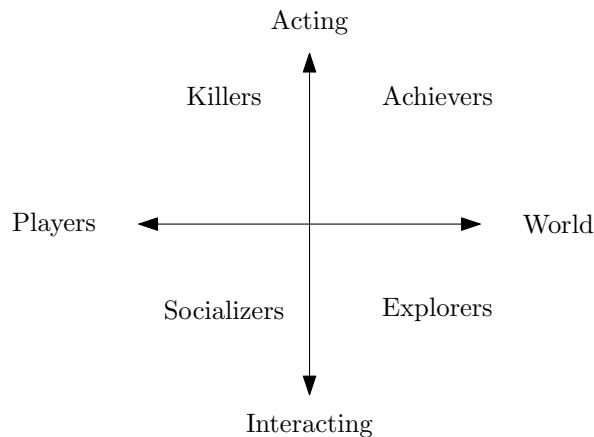 Acting
Killers Achievers
Players World
Socializers Explorers
Interacting